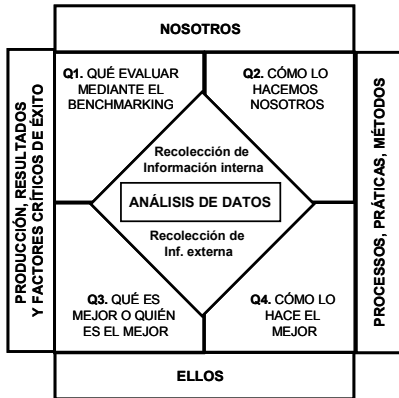 NOSOTROS
PRODUCCIÓN, RESULTADOS
Y FACTORES CRÍTICOS DE ÉXITO
Q1. QUÉ EVALUAR
MEDIANTE EL
BENCHMARKING
Q2. CÓMO LO
HACEMOS
NOSOTROS
Recolección de
Información interna
ANÁLISIS DE DATOS
Recolección de
Inf. externa
Q3. QUÉ ES
MEJOR O QUIÉN
ES EL MEJOR
Q4. CÓMO LO
HACE EL
MEJOR
PROCESSOS, PRÁTICAS, MÉTODOS
ELLOS